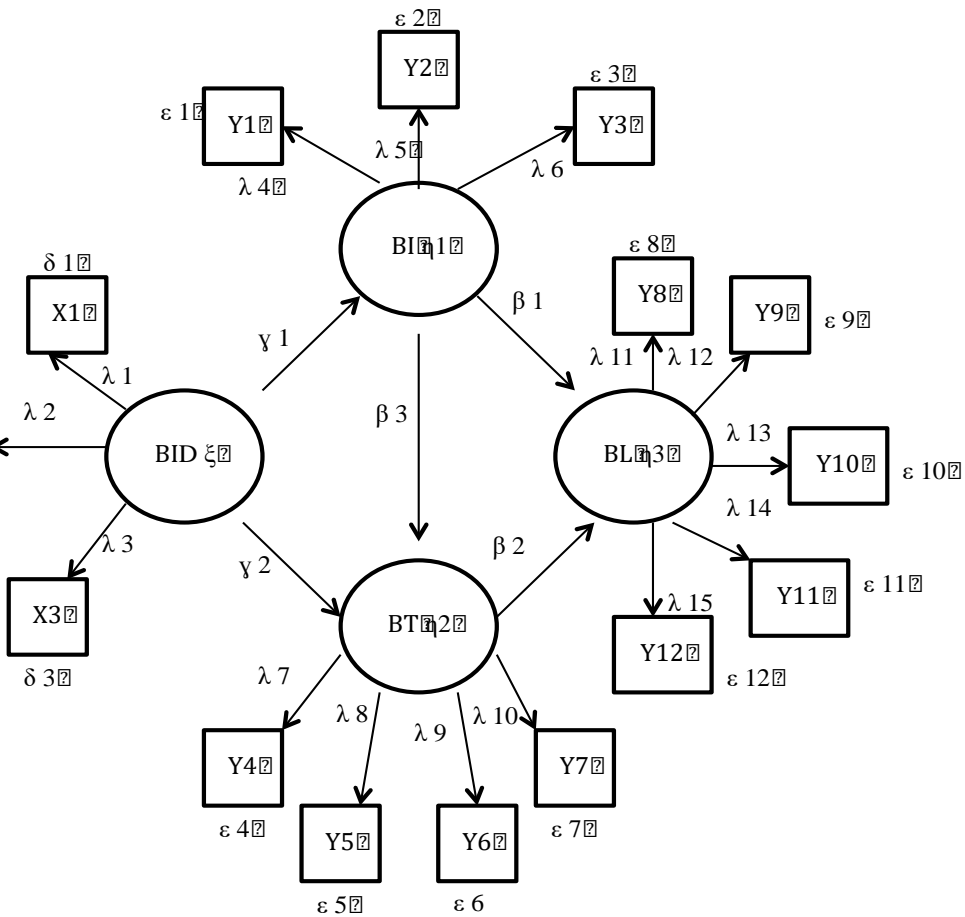 ε 2�
Y2�
ε 3�
ε 1�
Y1�
Y3�
λ 5�
λ 6
λ 4�
ε 8�
BI�η1�
δ 1�
Y8�
Y9�
X1�
β 1
ε 9�
ɣ 1
λ 11
λ 12
λ 1
λ 2
β 3
λ 13
BID ξ�
BL�η3�
Y10�
ε 10�
λ 14
λ 3
β 2
ɣ 2
Y11�
ε 11�
λ 15
X3�
BT�η2�
Y12�
δ 3�
λ 7
ε 12�
λ 8
λ 10
λ 9
Y4�
Y7�
ε 4�
ε 7�
Y5�
Y6�
ε 5�
ε 6